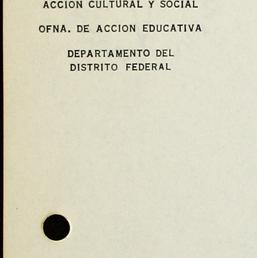 ACCION CULTURAL Y SOCIAL
OFNA. DE ACCION EDUCATIVA
DEPARTAMENTO DEL
DISTRITO FEDERAL